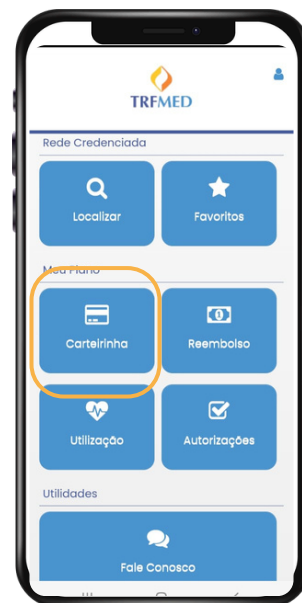 TRFMED
Rede Credenciada
Localizar
Favoritos
Meu Plano
Carteirinha
Reembolso
Utilização
Autorizações
Utilidades
Fale Conosco